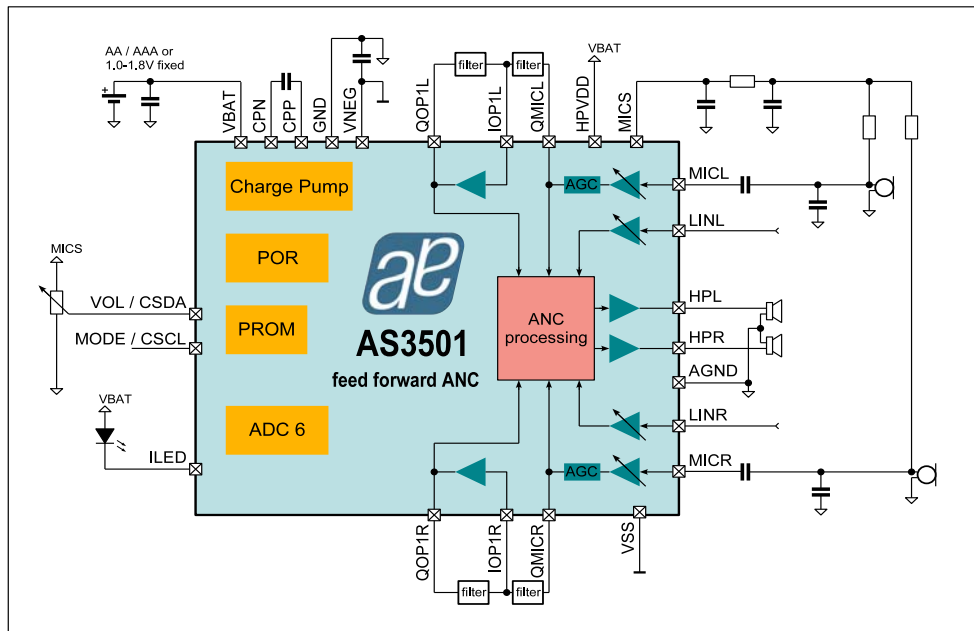 AA / AAA or
1.0-1.8V fixed
+
VBAT
CPN
CPP
GND
VNEG
QOP1L
filter
IOP1L
filter
QMICL
VBAT
HPVDD
MICS
Charge Pump
POR
PROM
ADC 6
ae
AS3501
feed forward ANC
AGC
MICL
LINL
ANC
processing
HPL
HPR
AGND
LINR
AGC
MICR
MICS
VOL / CSDA
MODE / CSCL
VBAT
ILED
QOP1R
IOP1R
QMICR
VSS
filter
filter